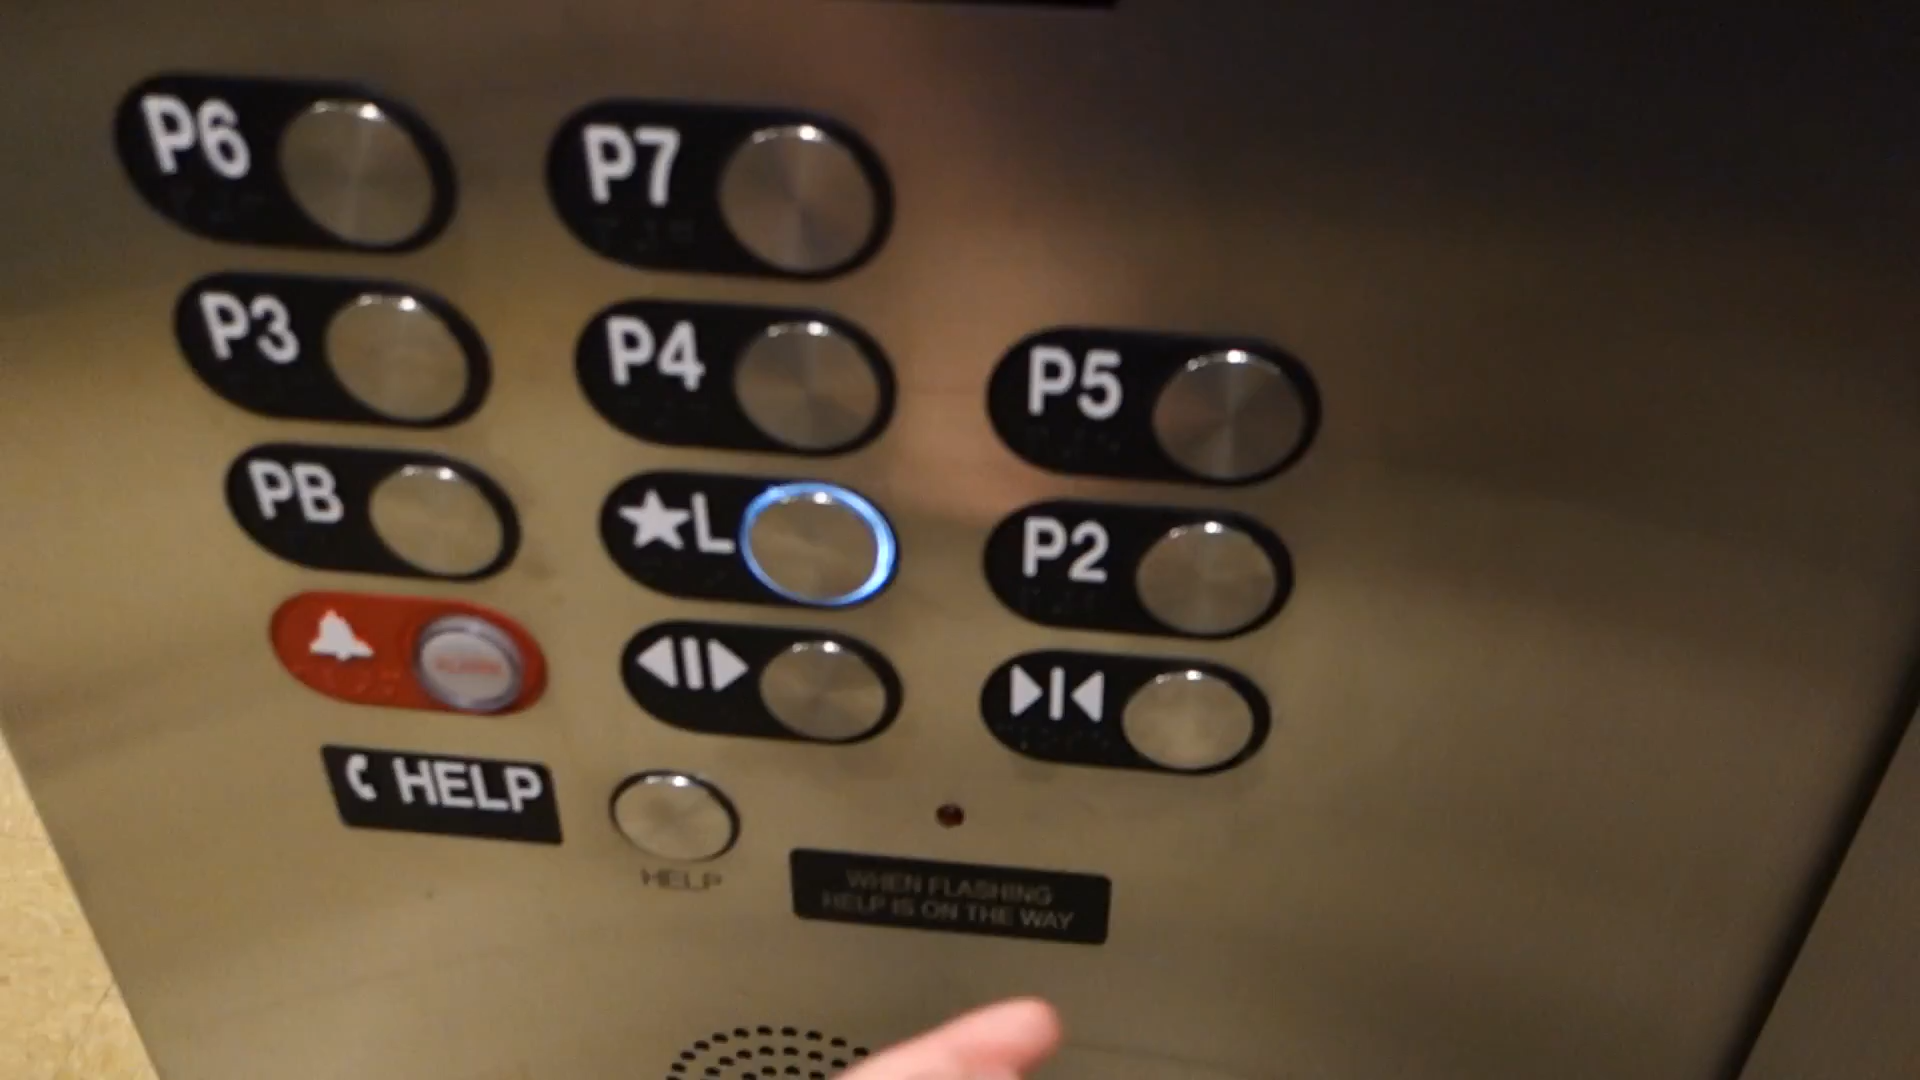 P6
P7
P3
P4
P5
PB
★L
P2
HELP
HELP
WHEN FLASHING
HELP IS ON THE WAY